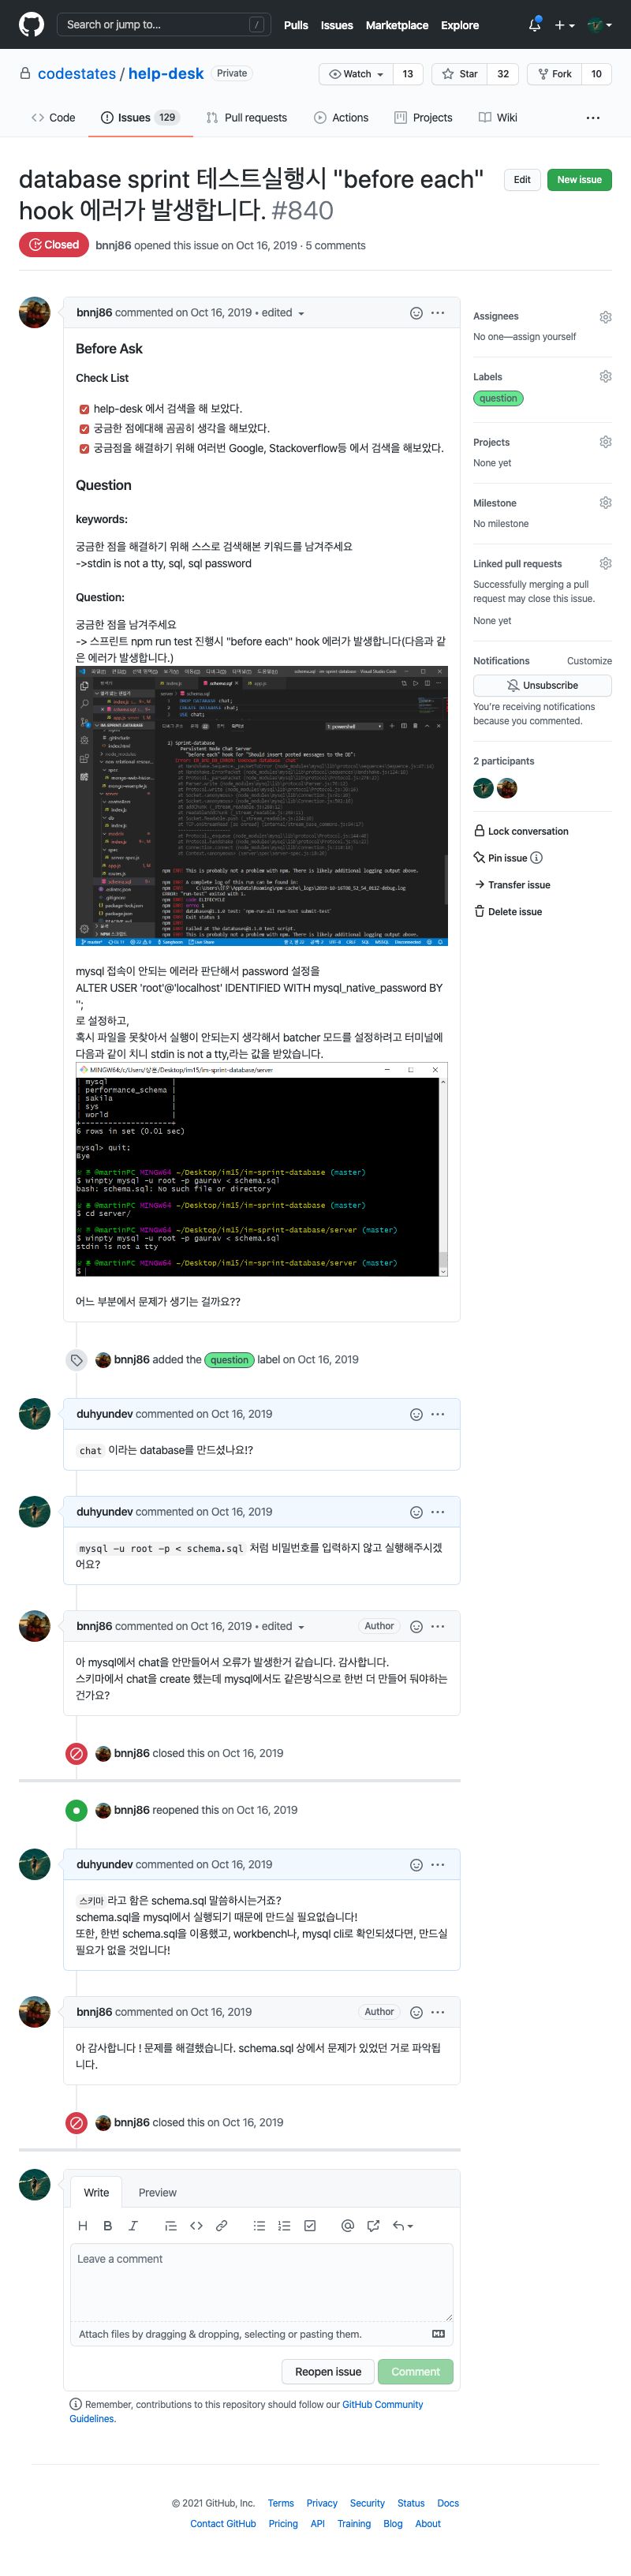 Search or jump to...
/
Pulls Issues Marketplace Explore
codestates / help-desk Private
Watch 13 Star 32 Fork 10
Code Issues 129 Pull requests Actions Projects Wiki
database sprint 테스트실행시 "before each"
hook 에러가 발생합니다. #840
Edit New issue
Closed bnnj86 opened this issue on Oct 16, 2019 · 5 comments
bnnj86 commented on Oct 16, 2019 • edited
Before Ask
Check List
help-desk 에서 검색을 해 보았다.
궁금한 점에대해 곰곰히 생각을 해보았다.
궁금점을 해결하기 위해 여러번 Google, Stackoverflow등 에서 검색을 해보았다.
Question
keywords:
궁금한 점을 해결하기 위해 스스로 검색해본 키워드를 남겨주세요
->stdin is not a tty, sql, sql password
Question:
궁금한 점을 남겨주세요
-> 스프린트 npm run test 진행시 "before each" hook 에러가 발생합니다(다음과 같
은 에러가 발생합니다.)
mysql 접속이 안되는 에러라 판단해서 password 설정을
ALTER USER 'root'@'localhost' IDENTIFIED WITH mysql_native_password BY
'';
로 설정하고,
혹시 파일을 못찾아서 실행이 안되는지 생각해서 batcher 모드를 설정하려고 터미널에
다음과 같이 치니 stdin is not a tty,라는 값을 받았습니다.
MINGW64:/c/Users/상훈/Desktop/im15/im-sprint-database/server
| mysql |
| performance_schema |
| sakila |
| sys |
| world |
+--------------------+
6 rows in set (0.01 sec)
mysql> quit;
Bye
@martinPC MINGW64 ~/Desktop/im15/im-sprint-database (master)
$ winpty mysql -u root -p gaurav < schema.sql
bash: schema.sql: No such file or directory
@martinPC MINGW64 ~/Desktop/im15/im-sprint-database (master)
$ cd server/
@martinPC MINGW64 ~/Desktop/im15/im-sprint-database/server (master)
$ winpty mysql -u root -p gaurav < schema.sql
stdin is not a tty
@martinPC MINGW64 ~/Desktop/im15/im-sprint-database/server (master)
$
어느 부분에서 문제가 생기는 걸까요??
bnnj86 added the question label on Oct 16, 2019
duhyundev commented on Oct 16, 2019
chat 이라는 database를 만드셨나요!?
duhyundev commented on Oct 16, 2019
mysql -u root -p < schema.sql 처럼 비밀번호를 입력하지 않고 실행해주시겠
어요?
bnnj86 commented on Oct 16, 2019 • edited Author
아 mysql에서 chat을 안만들어서 오류가 발생한거 같습니다. 감사합니다.
스키마에서 chat을 create 했는데 mysql에서도 같은방식으로 한번 더 만들어 둬야하는
건가요?
bnnj86 closed this on Oct 16, 2019
bnnj86 reopened this on Oct 16, 2019
duhyundev commented on Oct 16, 2019
스키마 라고 함은 schema.sql 말씀하시는거죠?
schema.sql을 mysql에서 실행되기 때문에 만드실 필요없습니다!
또한, 한번 schema.sql을 이용했고, workbench나, mysql cli로 확인되셨다면, 만드실
필요가 없을 것입니다!
bnnj86 commented on Oct 16, 2019 Author
아 감사합니다 ! 문제를 해결했습니다. schema.sql 상에서 문제가 있었던 거로 파악됩
니다.
bnnj86 closed this on Oct 16, 2019
Write Preview
Leave a comment
Attach files by dragging & dropping, selecting or pasting them.
Reopen issue Comment
Remember, contributions to this repository should follow our GitHub Community
Guidelines.
Assignees
No one—assign yourself
Labels
question
Projects
None yet
Milestone
No milestone
Linked pull requests
Successfully merging a pull
request may close this issue.
None yet
Notifications Customize
Unsubscribe
You're receiving notifications
because you commented.
2 participants
Lock conversation
Pin issue
Transfer issue
Delete issue
© 2021 GitHub, Inc. Terms Privacy Security Status Docs
Contact GitHub Pricing API Training Blog About